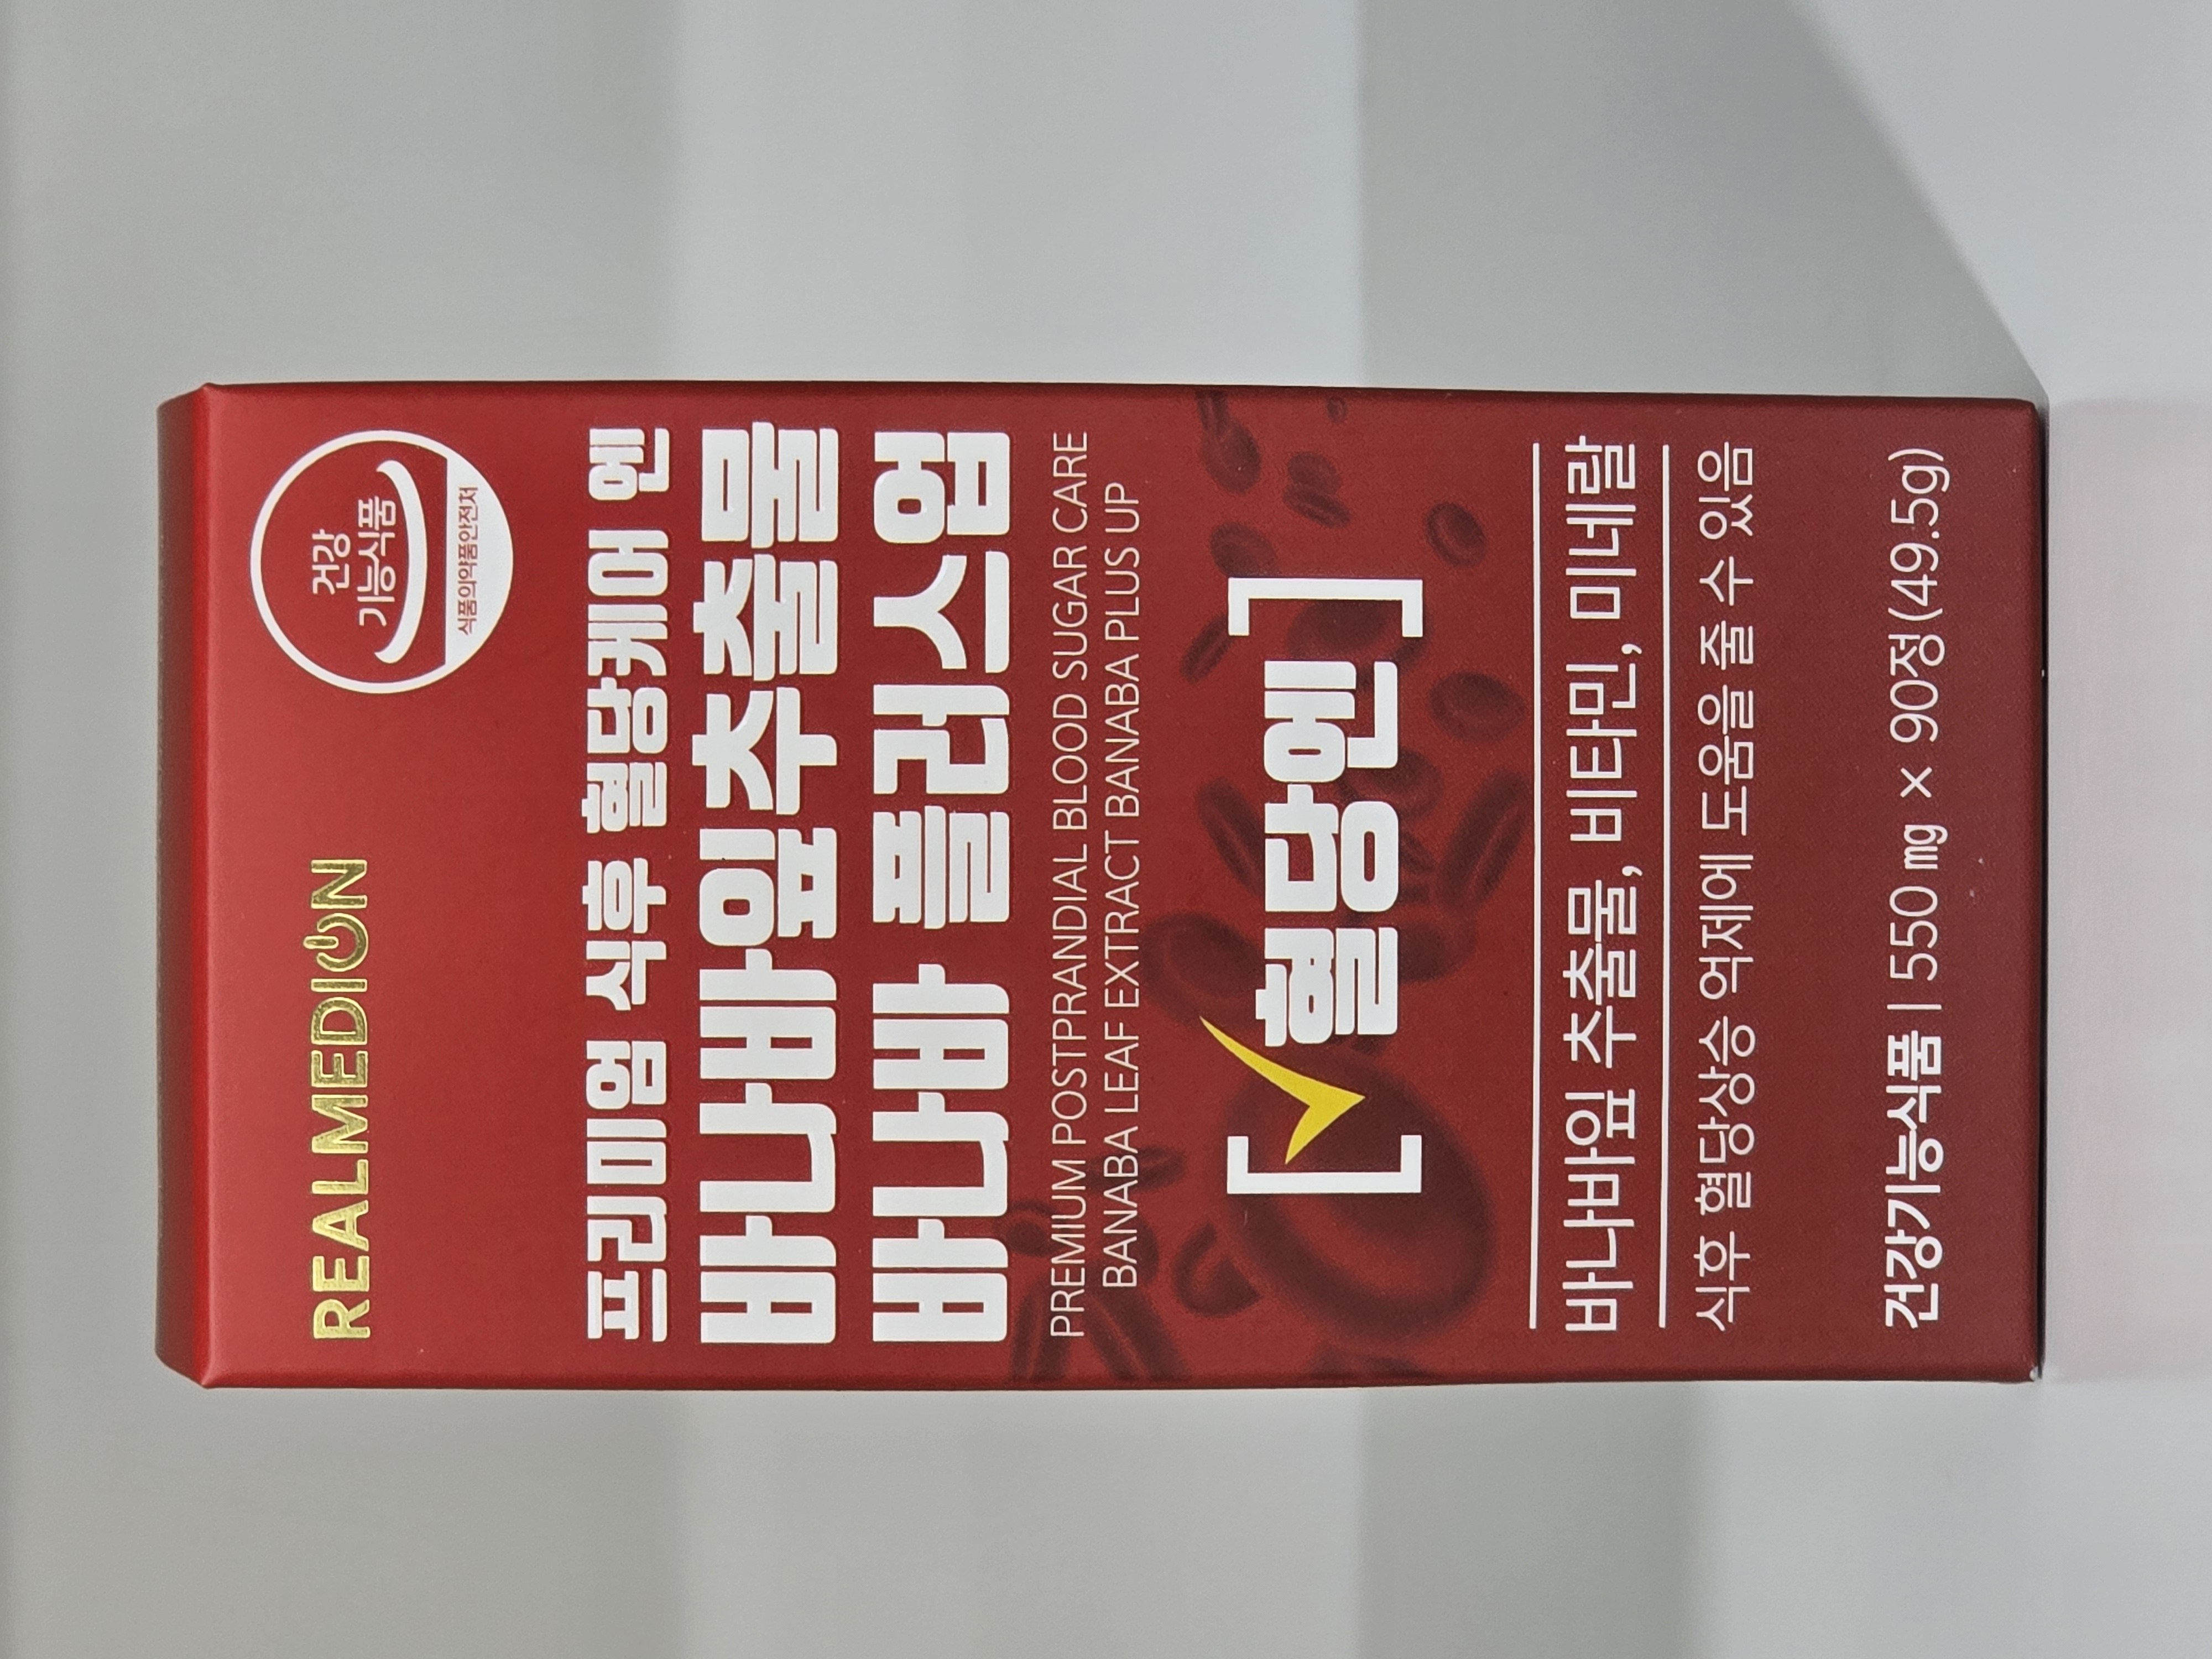 REALMEDION
건강
기능식품
식품의약품안전처
프리미엄 식후 혈당케어 엔
바나바잎추출물
바나바 플러스업
PREMIUM POSTPRANDIAL BLOOD SUGAR CARE
BANABA LEAF EXTRACT BANABA PLUS UP
[✓혈당엔]
바나바잎 추출물, 비타민, 미네랄
식후 혈당상승 억제에 도움을 줄 수 있음
건강기능식품 | 550 ㎎ × 90정(49.5g)